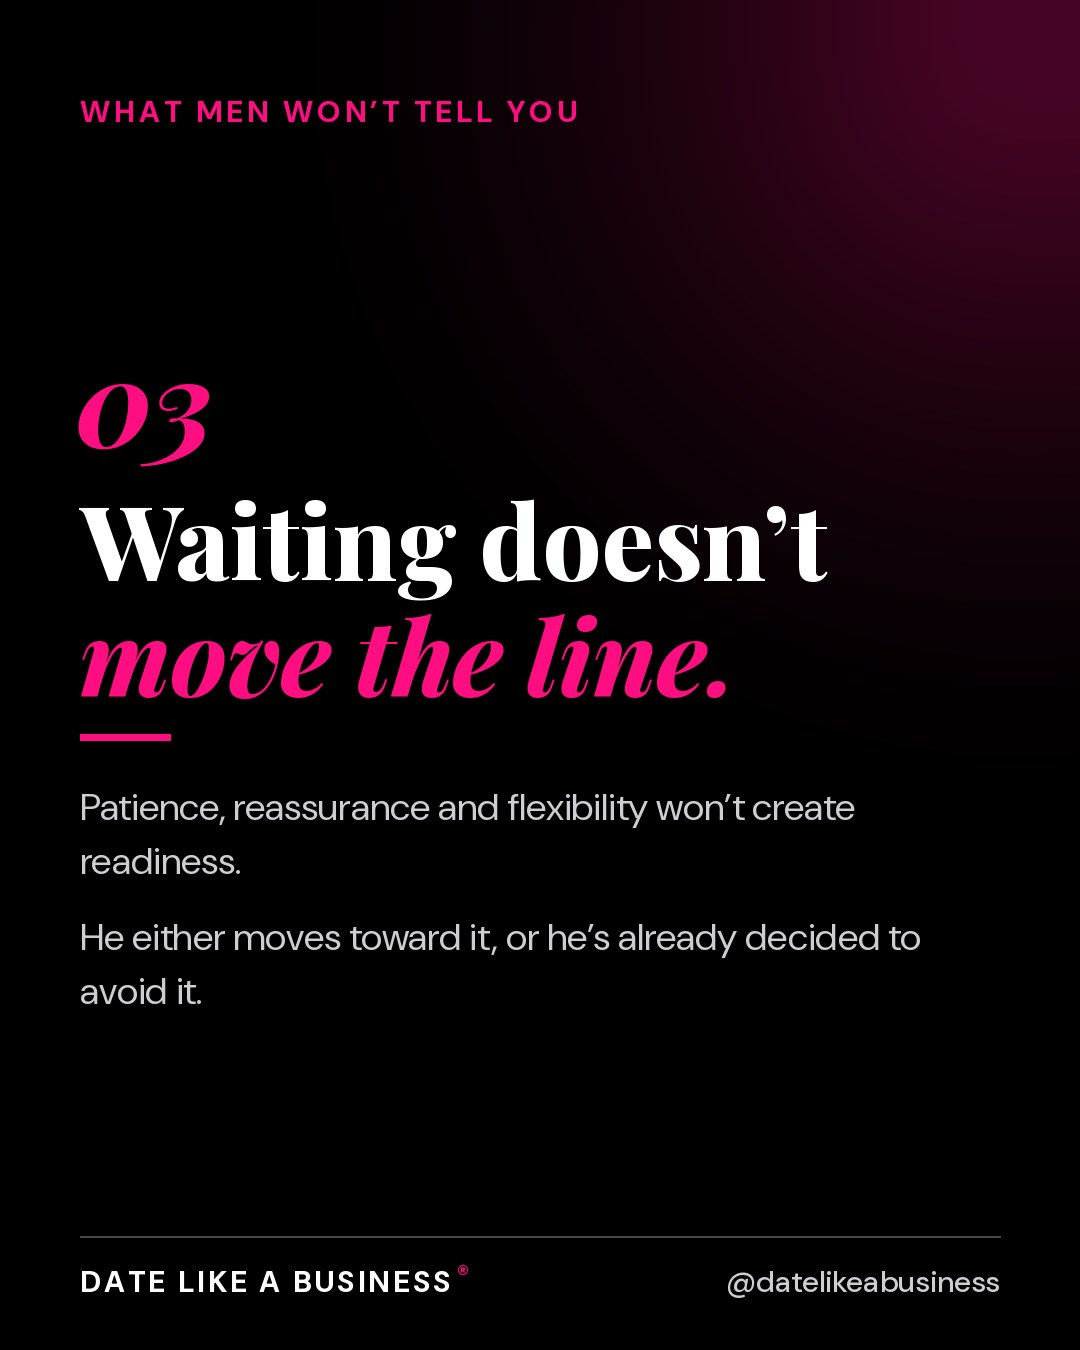 WHAT MEN WON’T TELL YOU
03
Waiting doesn’t
move the line.
Patience, reassurance and flexibility won’t create
readiness.
He either moves toward it, or he’s already decided to
avoid it.
DATE LIKE A BUSINESS®
@datelikeabusiness